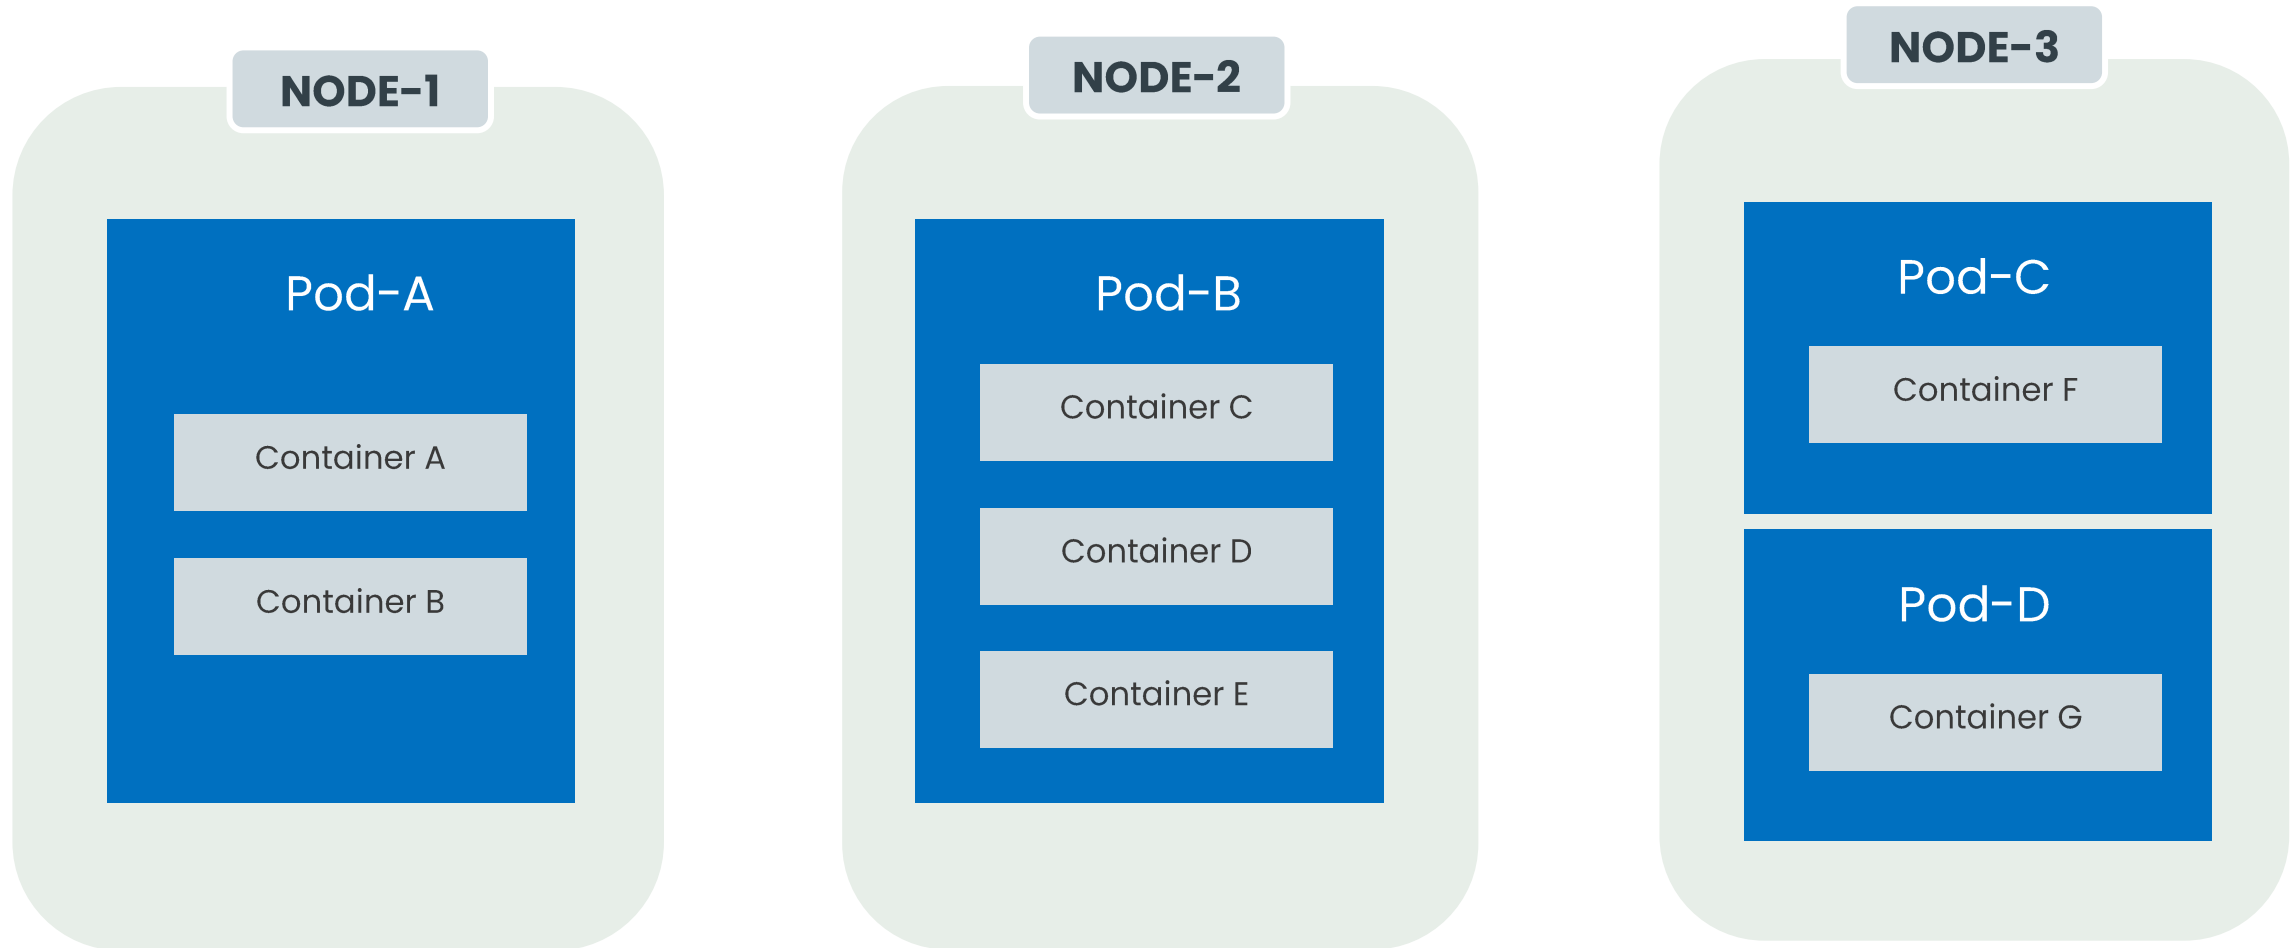 NODE-1
Pod-A
Container A
Container B
NODE-2
Pod-B
Container C
Container D
Container E
NODE-3
Pod-C
Container F
Pod-D
Container G